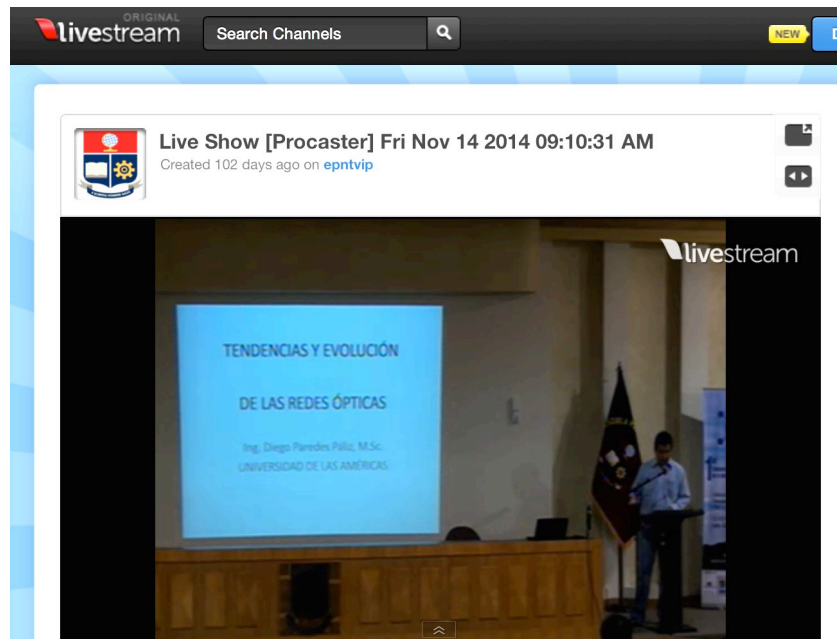 ORIGINAL
livestream
Search Channels
NEW
Live Show [Procaster] Fri Nov 14 2014 09:10:31 AM
Created 102 days ago on epntvip
livestream
TENDENCIAS Y EVOLUCIÓN
DE LAS REDES ÓPTICAS
Ing. Diego Paredes Páliz, M.Sc.
UNIVERSIDAD DE LAS AMÉRICAS